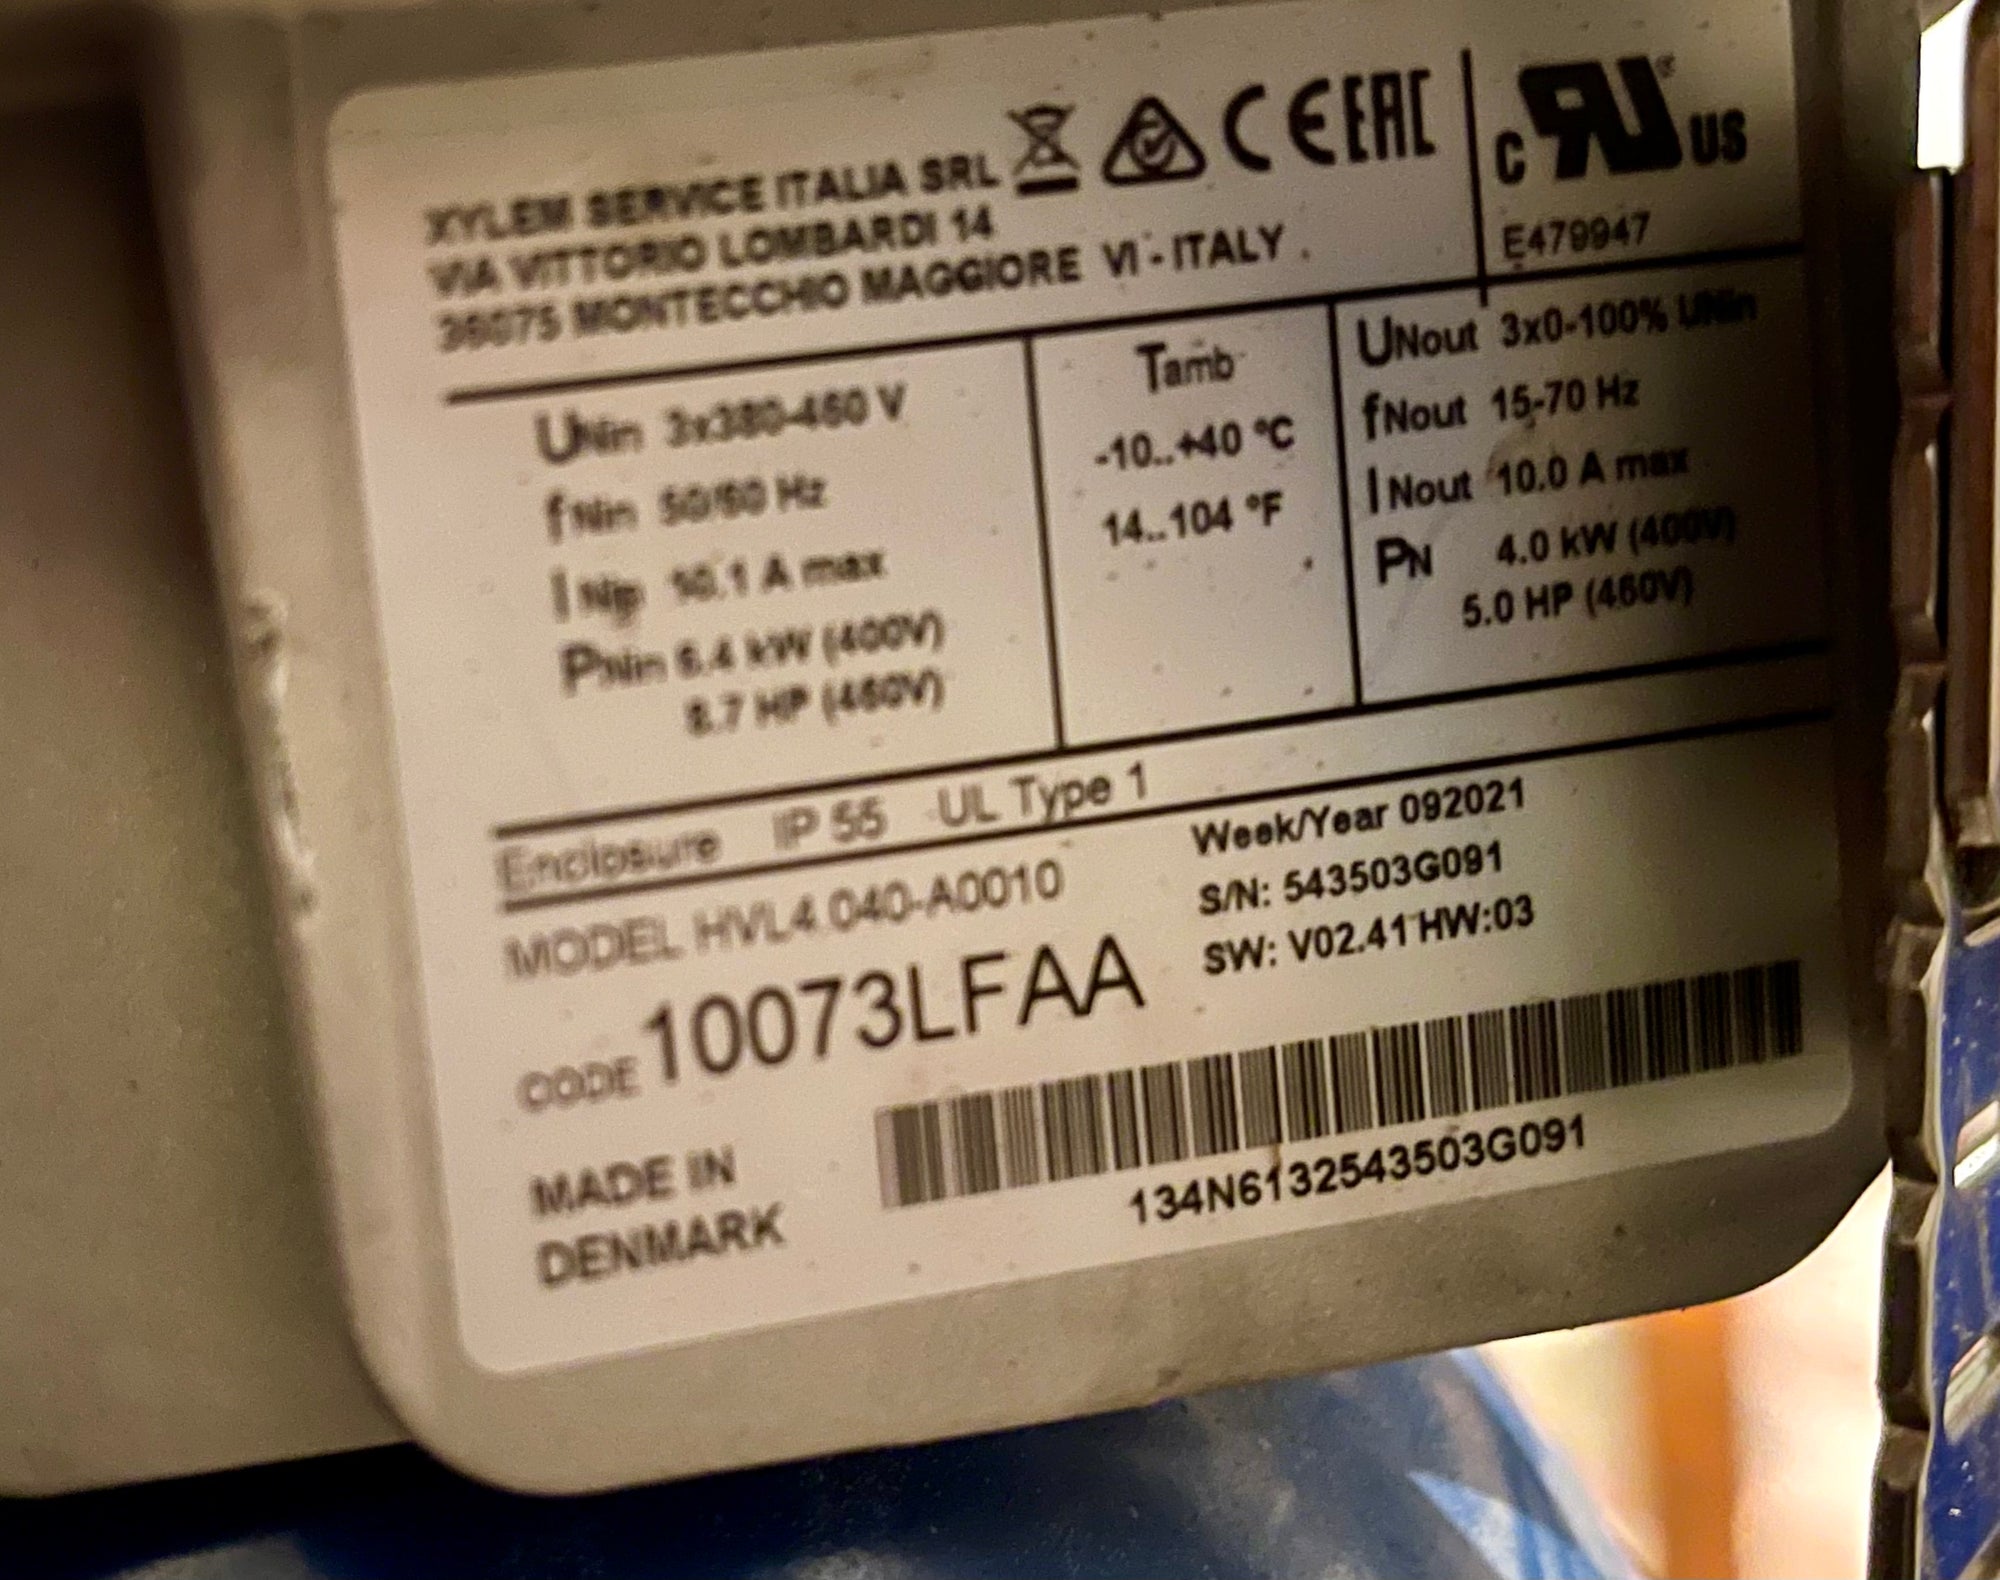 XYLEM SERVICE ITALIA SRL
VIA VITTORIO LOMBARDI 14
36075 MONTECCHIO MAGGIORE VI - ITALY
CE EAC
c RU ® US
E479947
UNin 3x380-460 V
fNin 50/60 Hz
INin 10.1 A max
PNin 6.4 kW (400V)
8.7 HP (460V)
Tamb
-10..+40 °C
14..104 °F
UNout 3x0-100% UNin
fNout 15-70 Hz
INout 10.0 A max
PN 4.0 kW (400V)
5.0 HP (460V)
Enclosure IP 55 UL Type 1
MODEL HVL4.040-A0010
CODE 10073LFAA
Week/Year 092021
S/N: 543503G091
SW: V02.41 HW:03
MADE IN
DENMARK
134N6132543503G091